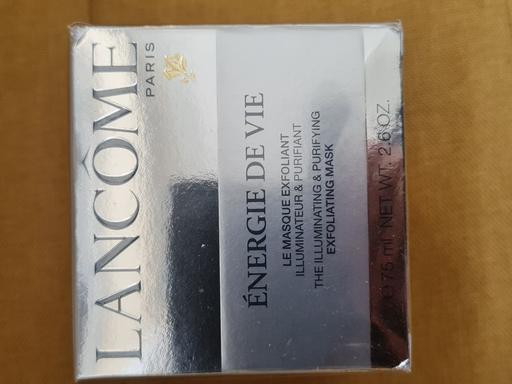 LANCÔME
PARIS
ÉNERGIE DE VIE
LE MASQUE EXFOLIANT
ILLUMINATEUR & PURIFIANT
THE ILLUMINATING & PURIFYING
EXFOLIATING MASK
℮ 75 ml NET WT. 2.6 OZ.